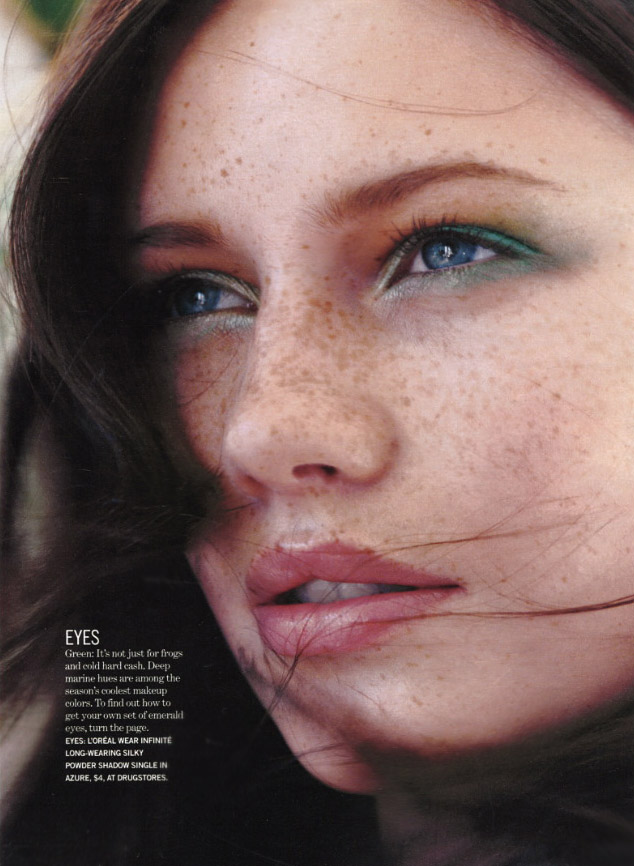 EYES
Green: It's not just for frogs
and cold hard cash. Deep
marine hues are among the
season's coolest makeup
colors. To find out how to
get your own set of emerald
eyes, turn the page.
EYES: L'ORÉAL WEAR INFINITÉ
LONG-WEARING SILKY
POWDER SHADOW SINGLE IN
AZURE, $4, AT DRUGSTORES.